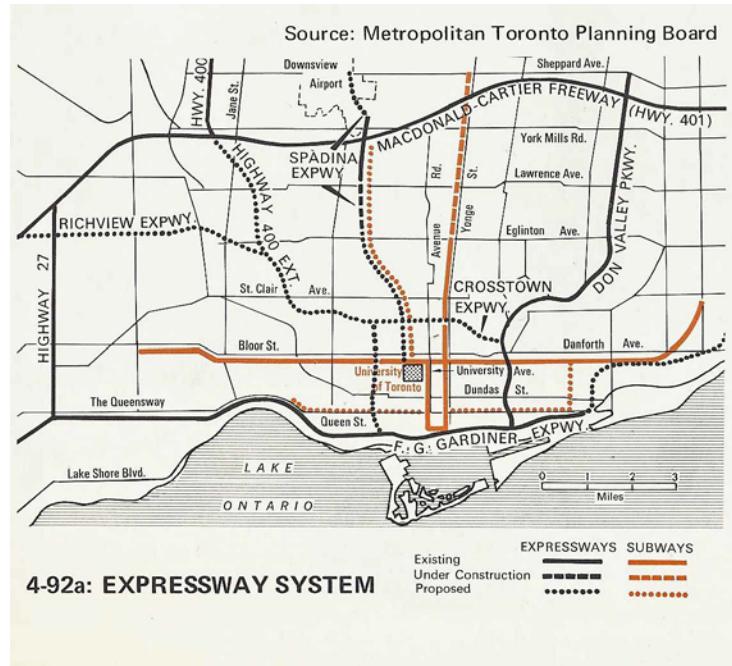 Source: Metropolitan Toronto Planning Board
Downsview
Airport
Sheppard Ave.
HWY. 400
Jane St.
MACDONALD-CARTIER FREEWAY (HWY. 401)
York Mills Rd.
SPADINA
EXPWY
HIGHWAY 400 EXT.
Avenue Rd.
Yonge St.
Lawrence Ave.
DON VALLEY PKWY.
RICHVIEW EXPWY.
Eglinton Ave.
HIGHWAY 27
St. Clair Ave.
CROSSTOWN
EXPWY
Bloor St.
Danforth Ave.
University
of Toronto
University Ave.
Dundas St.
The Queensway
Queen St.
F. G. GARDINER EXPWY.
Lake Shore Blvd.
LAKE
ONTARIO
0 1 2 3
Miles
EXPRESSWAYS SUBWAYS
Existing
Under Construction
Proposed
4-92a: EXPRESSWAY SYSTEM